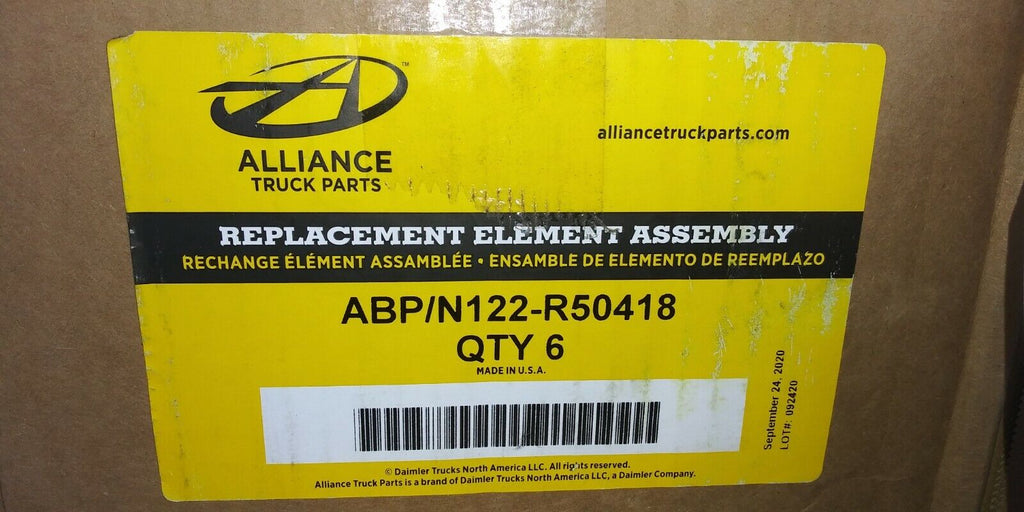 ALLIANCE
TRUCK PARTS
™
alliancetruckparts.com
REPLACEMENT ELEMENT ASSEMBLY
RECHANGE ÉLÉMENT ASSAMBLÉE • ENSAMBLE DE ELEMENTO DE REEMPLAZO
ABP/N122-R50418
QTY 6
MADE IN U.S.A.
September 24, 2020
LOT#: 092420
© Daimler Trucks North America LLC. All rights reserved.
Alliance Truck Parts is a brand of Daimler Trucks North America LLC, a Daimler Company.